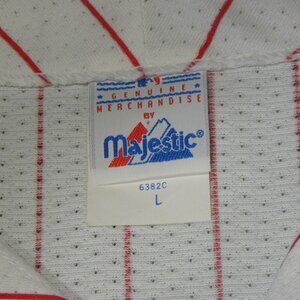 GENUINE
MERCHANDISE
BY
Majestic®
6382C
L